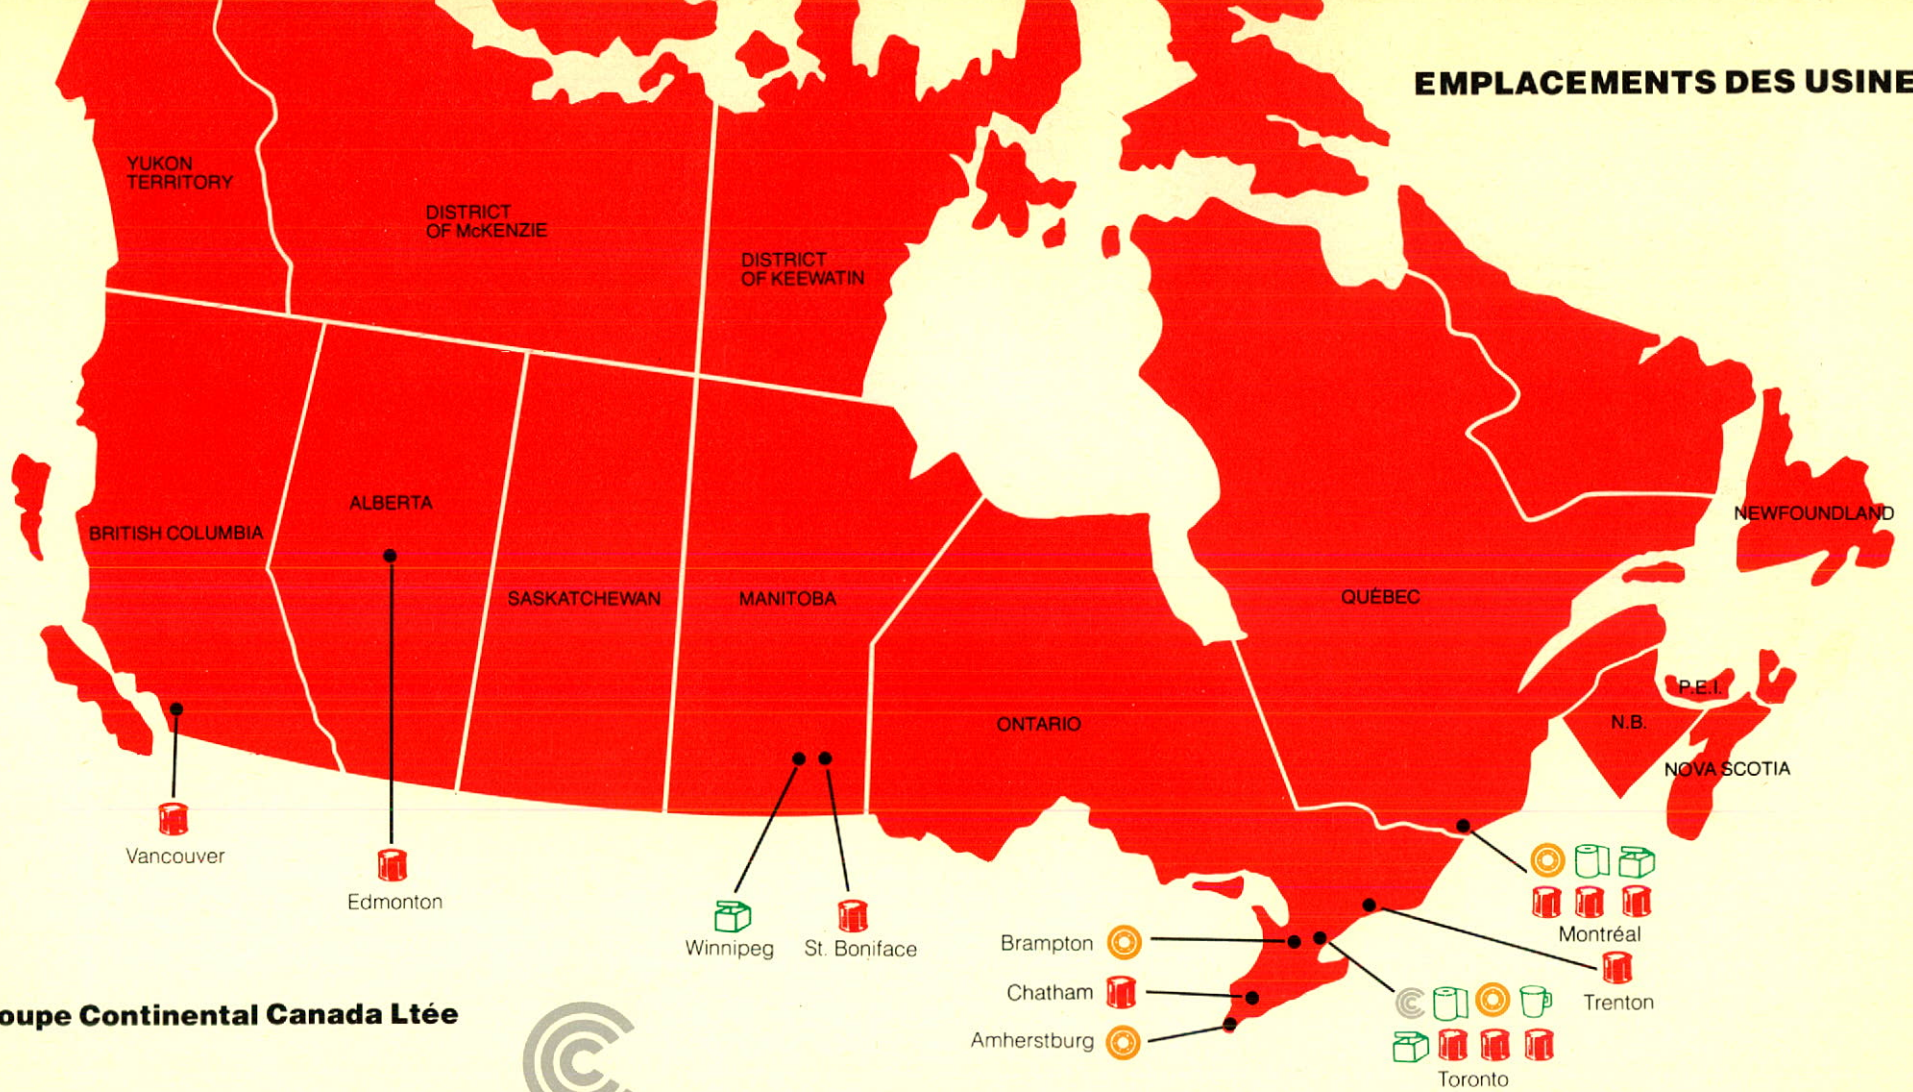 EMPLACEMENTS DES USINE
YUKON
TERRITORY
DISTRICT
OF McKENZIE
DISTRICT
OF KEEWATIN
ALBERTA
BRITISH COLUMBIA
NEWFOUNDLAND
SASKATCHEWAN
MANITOBA
QUÉBEC
P.E.I.
ONTARIO
N.B.
NOVA SCOTIA
Vancouver
Edmonton
Winnipeg
St. Boniface
Brampton
Montréal
Chatham
Trenton
Amherstburg
Toronto
oupe Continental Canada Ltée